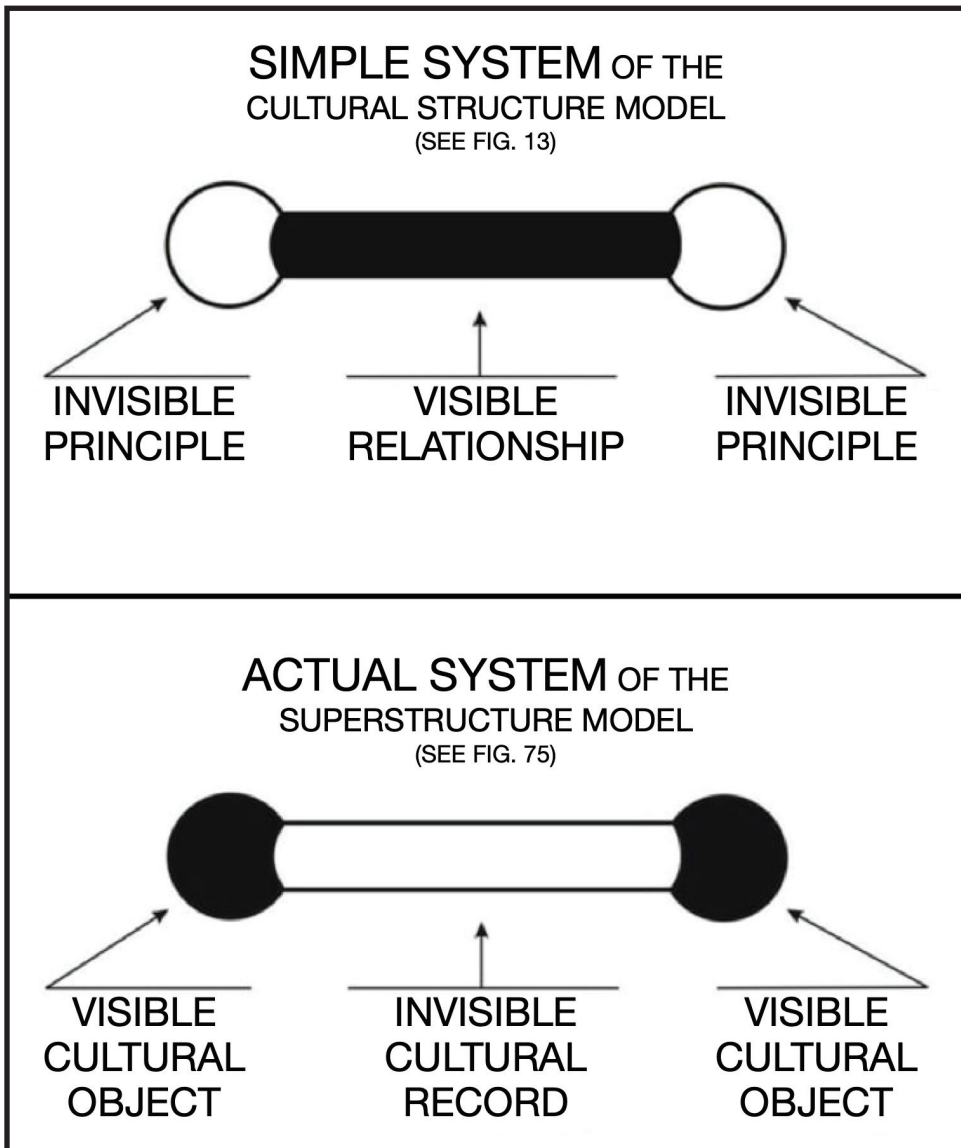 SIMPLE SYSTEM OF THE
CULTURAL STRUCTURE MODEL
(SEE FIG. 13)
INVISIBLE
PRINCIPLE
VISIBLE
RELATIONSHIP
INVISIBLE
PRINCIPLE
ACTUAL SYSTEM OF THE
SUPERSTRUCTURE MODEL
(SEE FIG. 75)
VISIBLE
CULTURAL
OBJECT
INVISIBLE
CULTURAL
RECORD
VISIBLE
CULTURAL
OBJECT